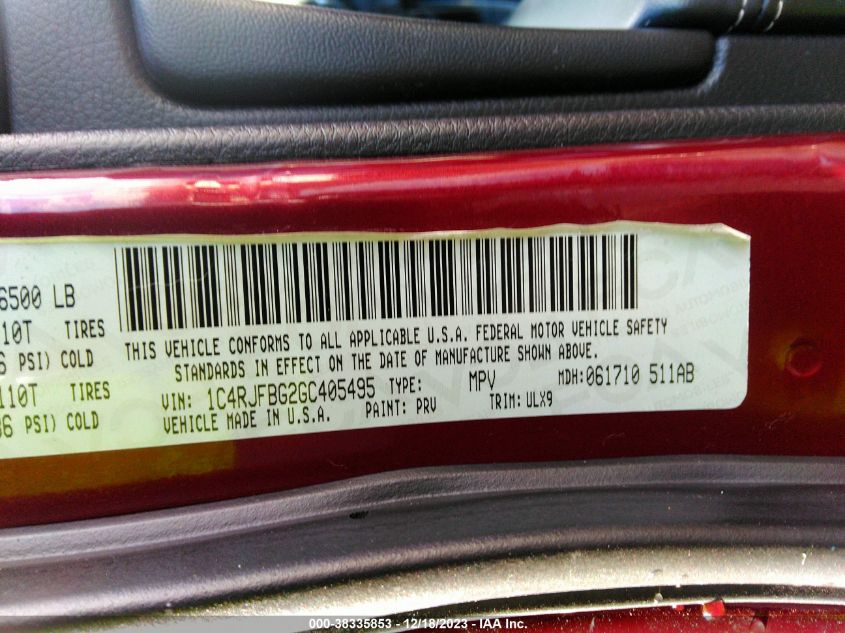 6500 LB
10T TIRES
6 PSI) COLD
110T TIRES
36 PSI) COLD
THIS VEHICLE CONFORMS TO ALL APPLICABLE U.S.A. FEDERAL MOTOR VEHICLE SAFETY
STANDARDS IN EFFECT ON THE DATE OF MANUFACTURE SHOWN ABOVE.
VIN: 1C4RJFBG2GC405495 TYPE: MPV MDH: 061710 511AB
VEHICLE MADE IN U.S.A. PAINT: PRV TRIM: ULX9
000-38335853 - 12/18/2023 - IAA Inc.